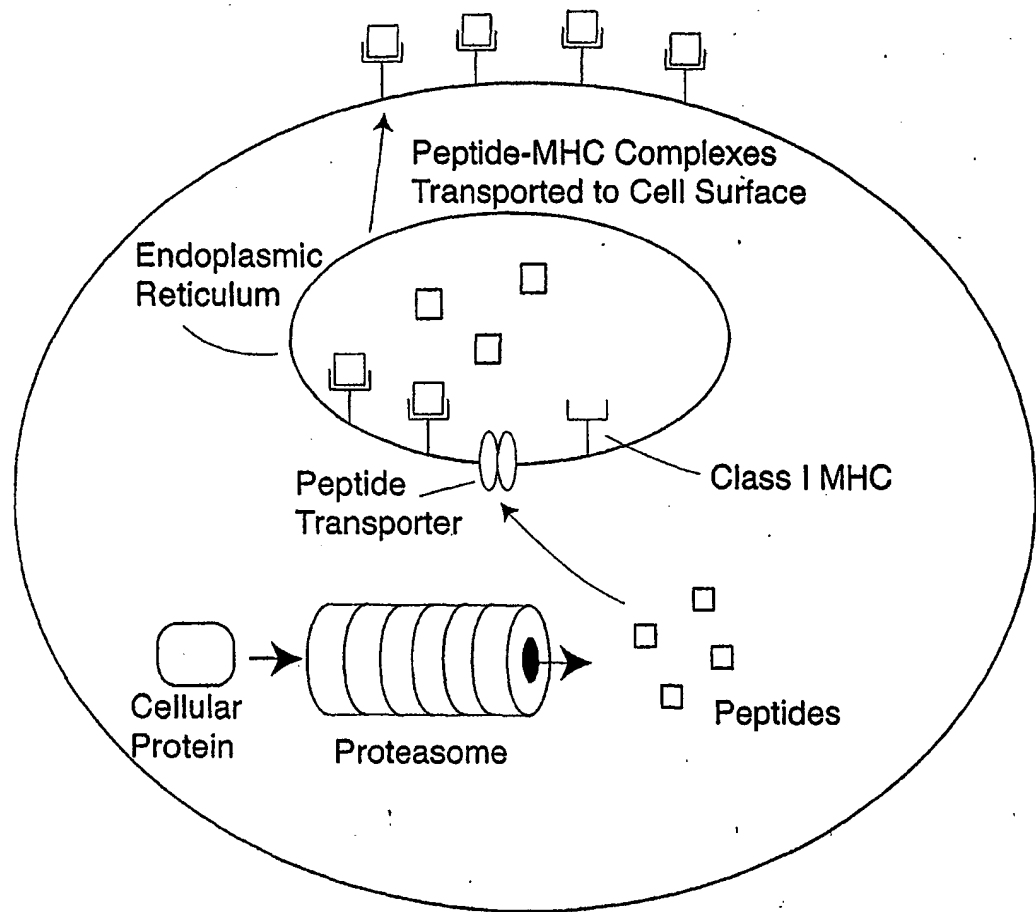 Peptide-MHC Complexes
Transported to Cell Surface
Endoplasmic
Reticulum
Class I MHC
Peptide
Transporter
Cellular
Protein
Proteasome
Peptides